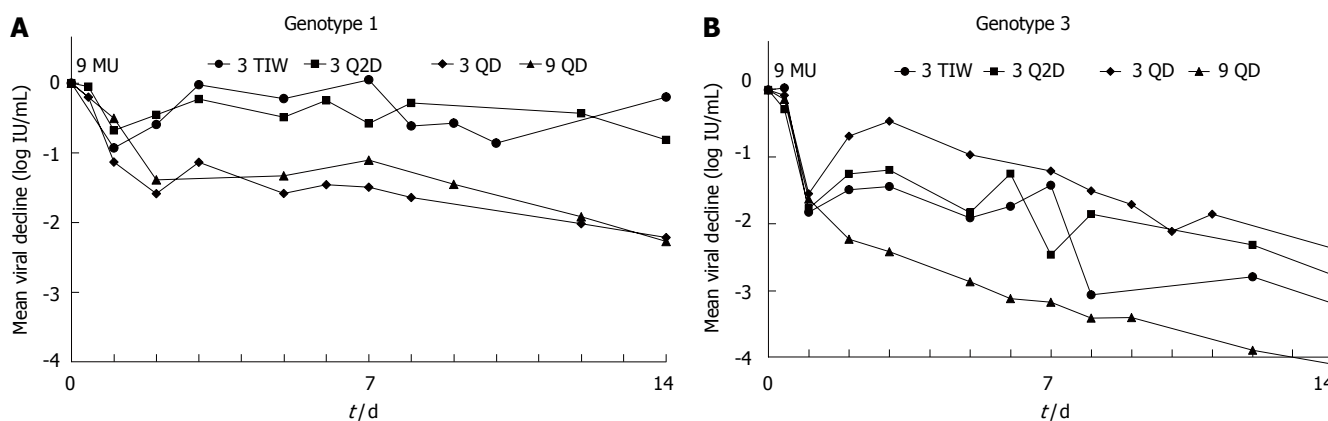 A
Genotype 1
9 MU
3 TIW 3 Q2D 3 QD 9 QD
0
-1
-2
-3
-4
Mean viral decline (log IU/mL)
0 7 14
t/d
B
Genotype 3
9 MU
3 TIW 3 Q2D 3 QD 9 QD
0
-1
-2
-3
-4
Mean viral decline (log IU/mL)
0 7 14
t/d